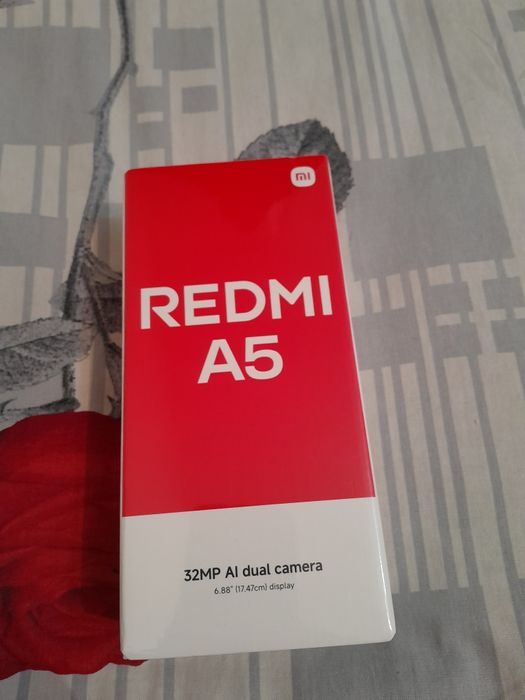 mi
REDMI
A5
32MP AI dual camera
6.88" (17.47cm) display